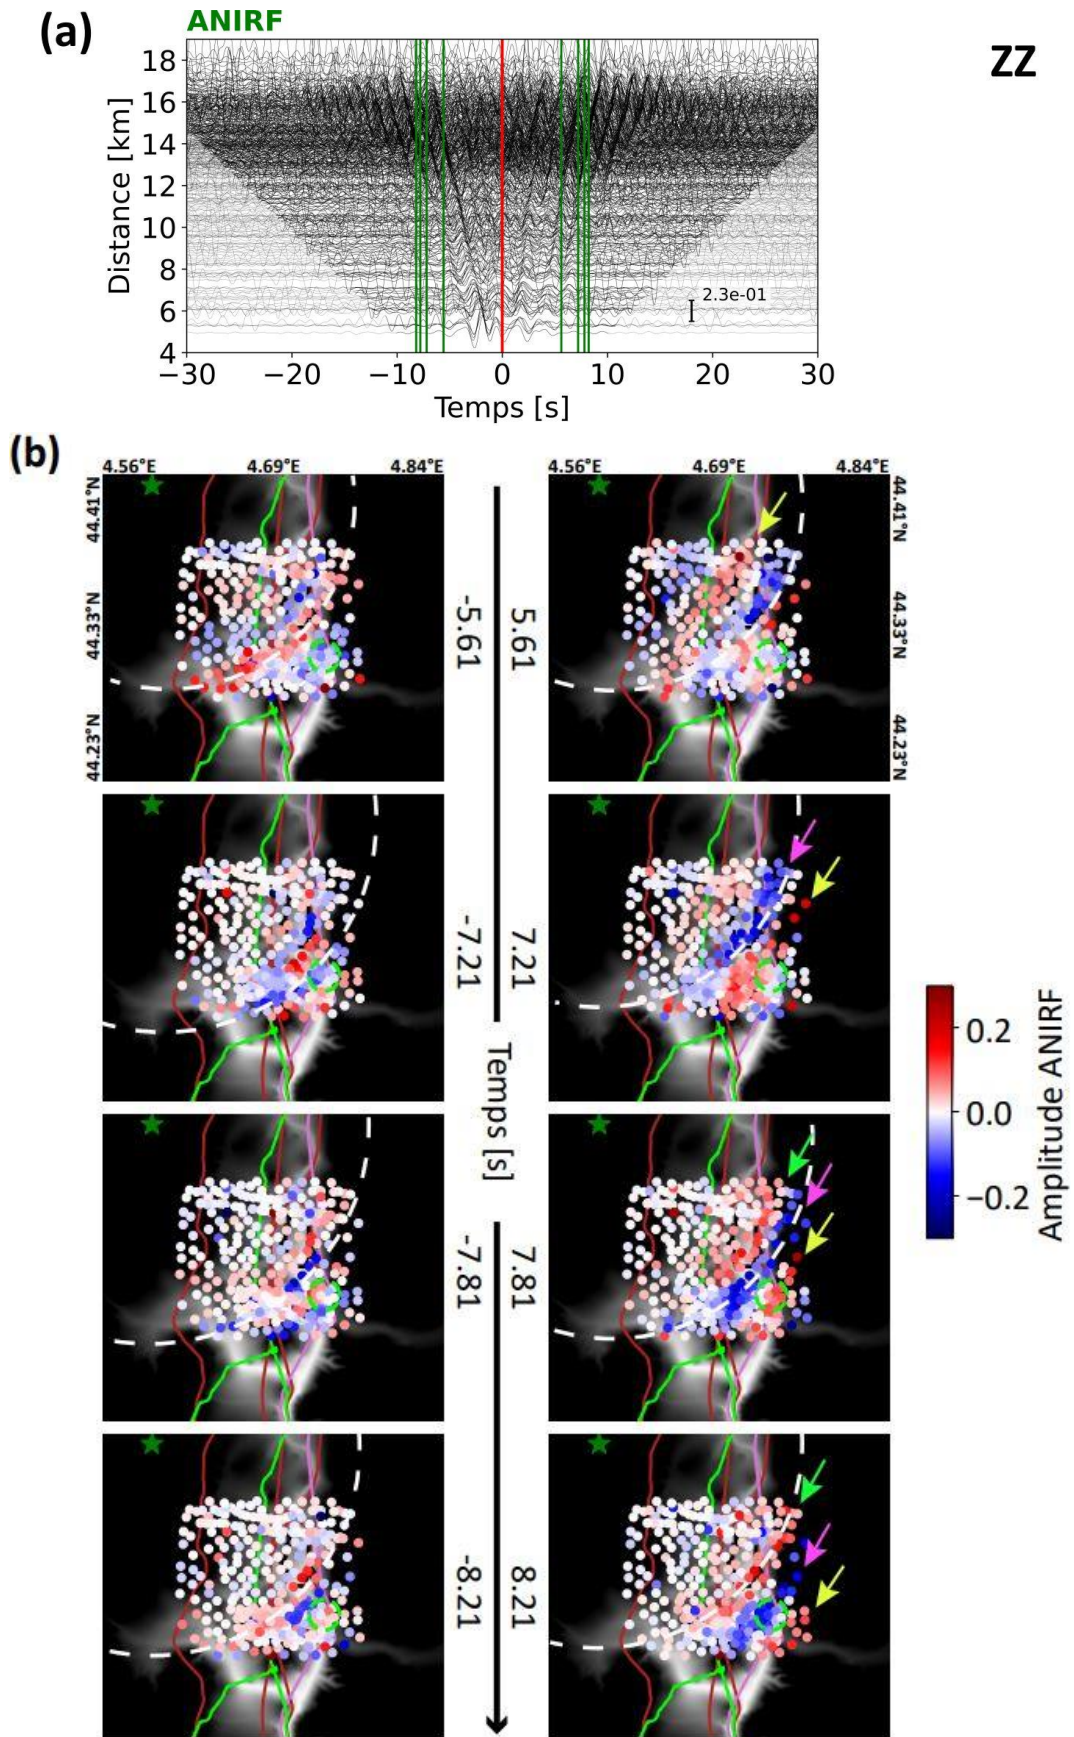 (a)
ANIRF
ZZ
Distance [km]
18
16
14
12
10
8
6
4
2.3e-01
−30
−20
−10
0
10
20
30
Temps [s]
(b)
4.56°E
4.69°E
4.84°E
4.56°E
4.69°E
4.84°E
44.41°N
44.33°N
44.23°N
44.41°N
44.33°N
44.23°N
-5.61
5.61
-7.21
7.21
Temps [s]
-7.81
7.81
-8.21
8.21
0.2
0.0
−0.2
Amplitude ANIRF